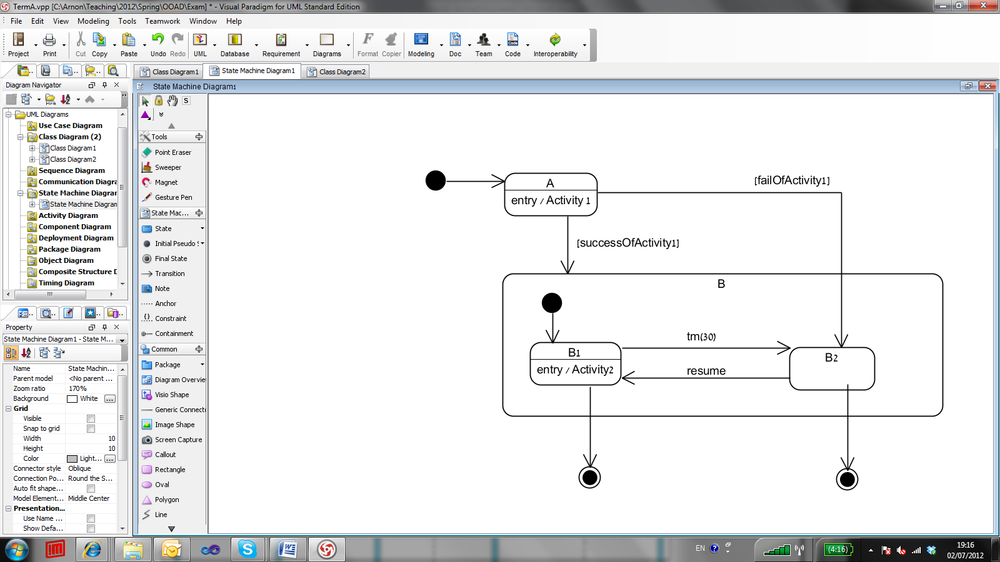 TermA.vpp [C:\Arnon\Teaching\2012\Spring\OOAD\Exam] * - Visual Paradigm for UML Standard Edition
File Edit View Modeling Tools Teamwork Window Help
Project Print Cut Copy Paste Undo Redo UML Database Requirement Diagrams Format Copier Modeling Doc Team Code Interoperability
Class Diagram1 State Machine Diagram1 Class Diagram2
Diagram Navigator
UML Diagrams
Use Case Diagram
Class Diagram (2)
Class Diagram1
Class Diagram2
Sequence Diagram
Communication Diagra
State Machine Diagrar
State Machine Diagran
Activity Diagram
Component Diagram
Deployment Diagram
Package Diagram
Object Diagram
Composite Structure D
Timing Diagram
Property
State Machine Diagram1 - State M...
Name State Machin...
Parent model <No parent ...
Zoom ratio 170%
Background White ...
Grid
Visible
Snap to grid
Width 10
Height 10
Color Light... ...
Connector style Oblique
Connection Po... Round the S...
Auto fit shape...
Model Element... Middle Center
Presentation...
Use Name ...
Show Defa...
State Machine Diagram1
S
Tools
Point Eraser
Sweeper
Magnet
Gesture Pen
State Mac...
State
Initial Pseudo S
Final State
Transition
Note
Anchor
Constraint
Containment
Common
Package
Diagram Overvie
Visio Shape
Generic Connecto
Image Shape
Screen Capture
Callout
Rectangle
Oval
Polygon
Line
A
entry / Activity 1
[failOfActivity1]
[successOfActivity1]
B
B1
entry / Activity2
tm(30)
resume
B2
EN
(4:16)
19:16
02/07/2012